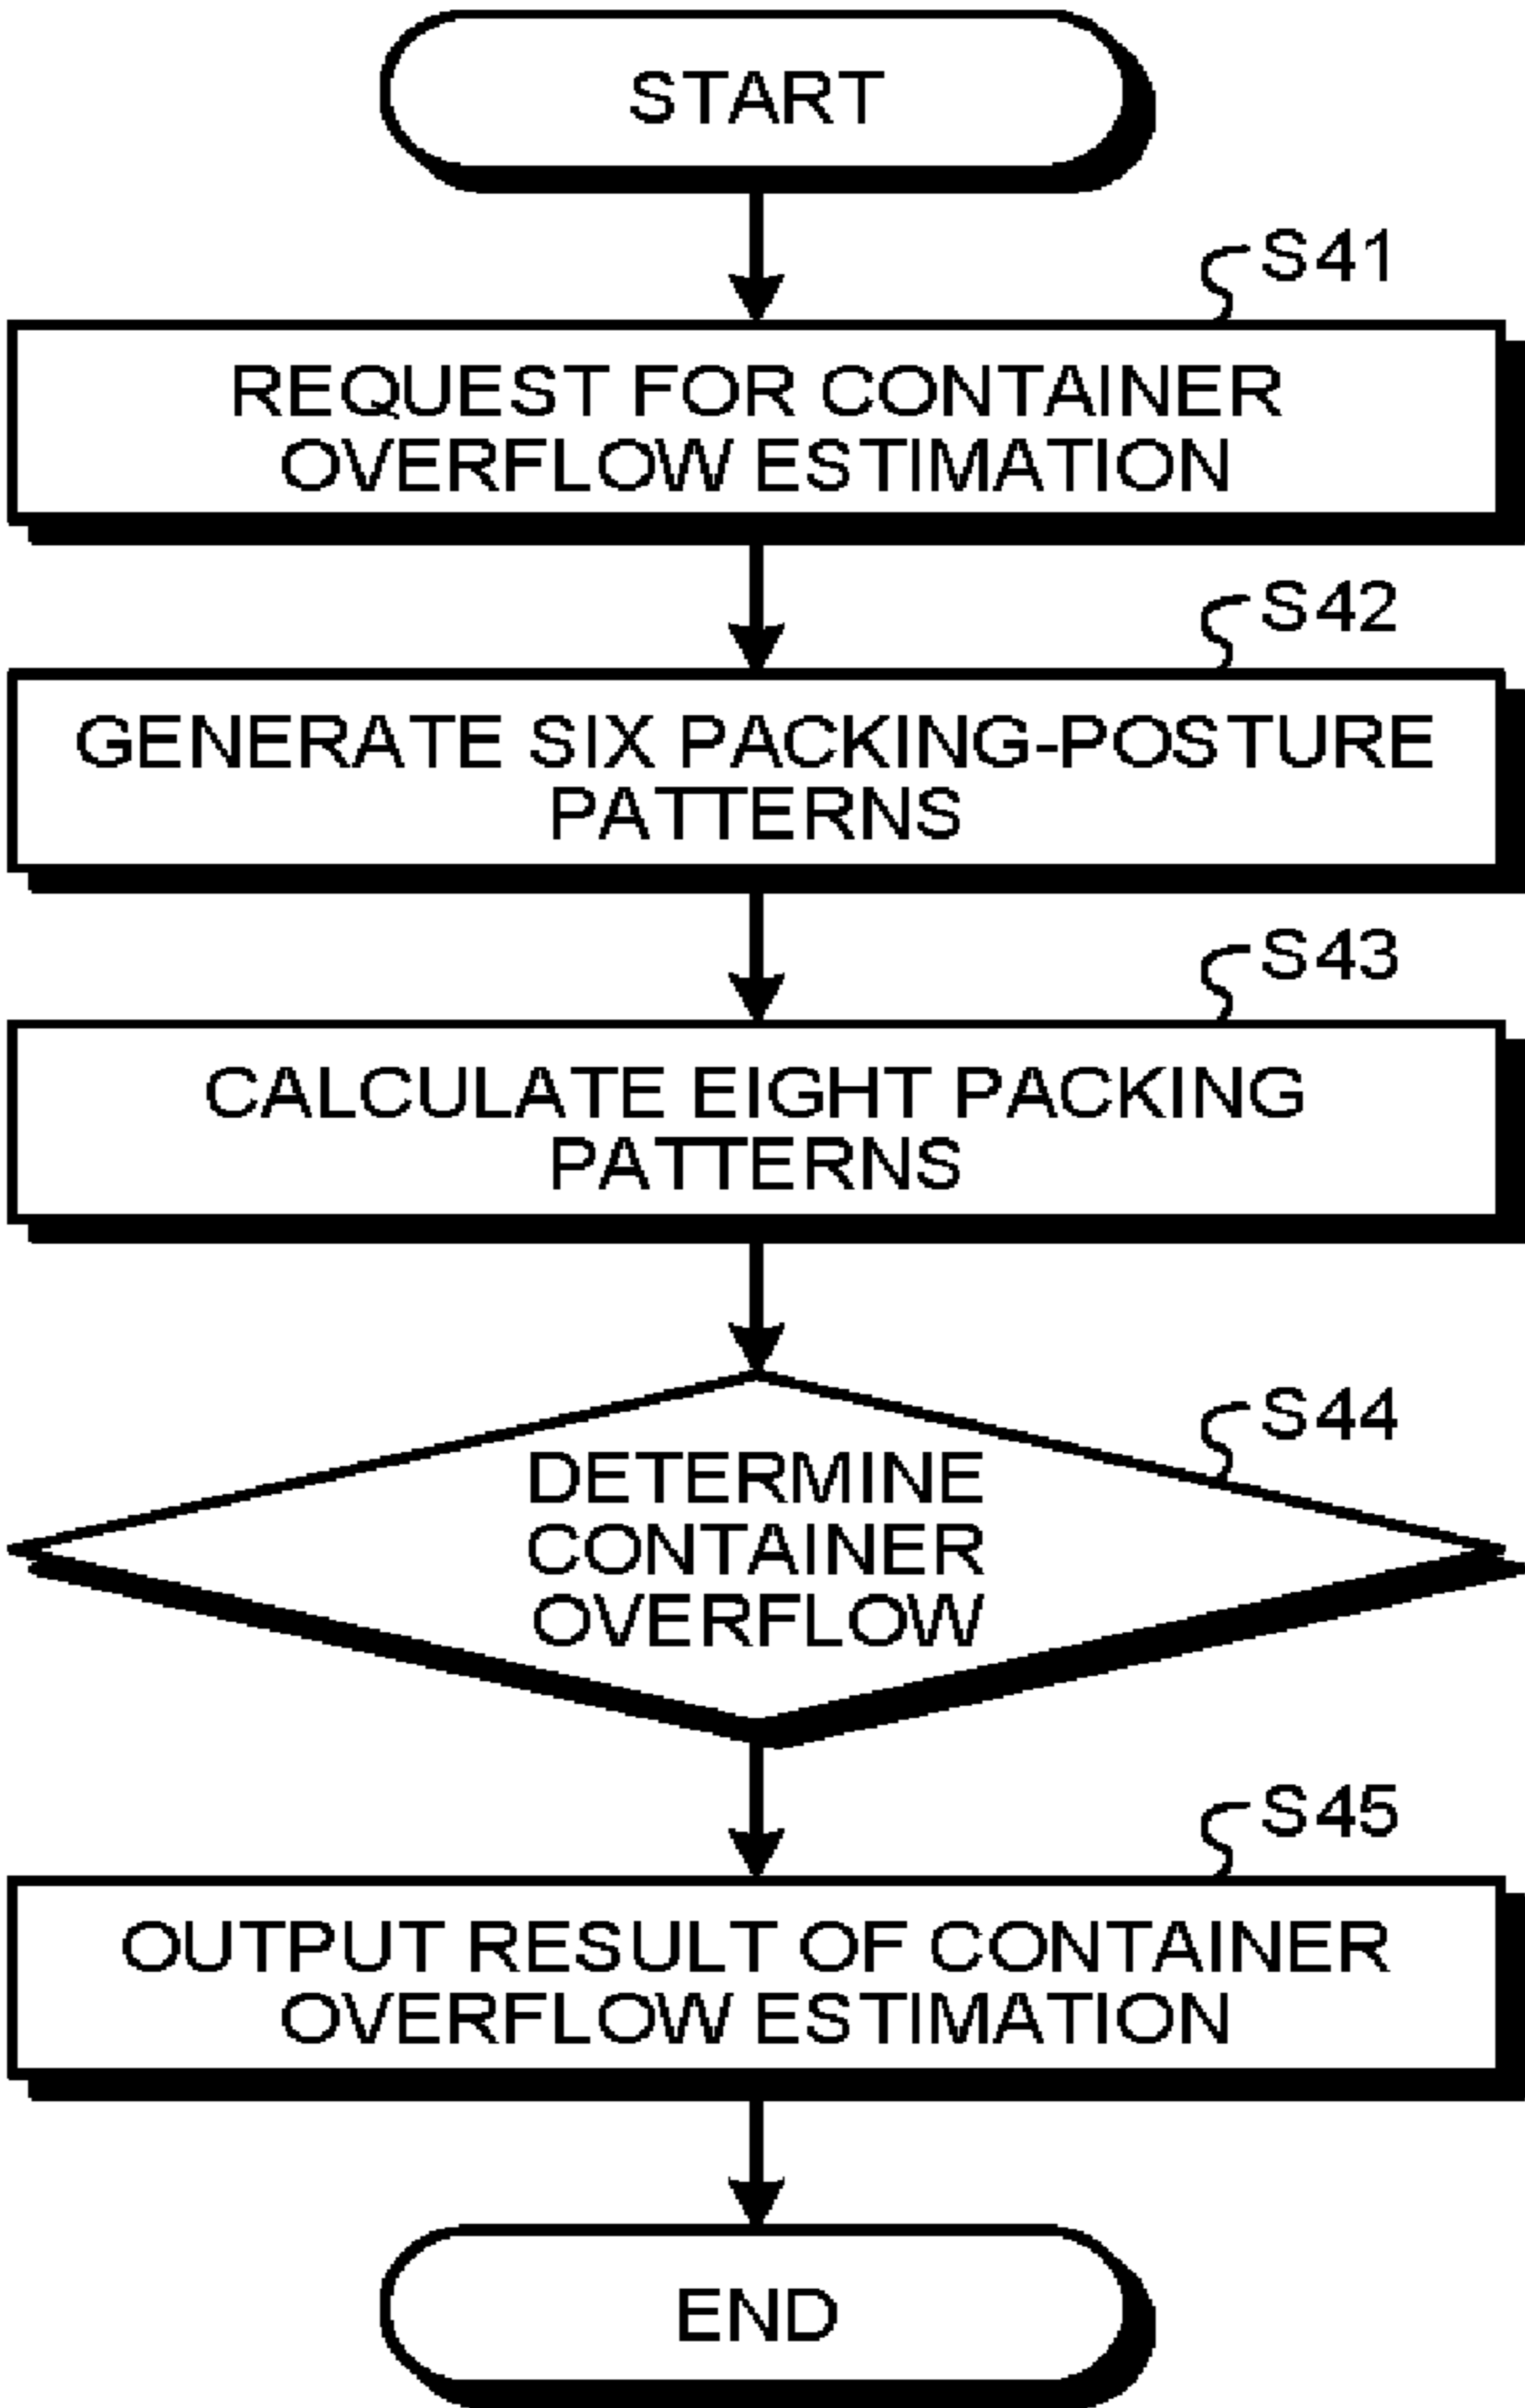 START
S41
REQUEST FOR CONTAINER
OVERFLOW ESTIMATION
S42
GENERATE SIX PACKING-POSTURE
PATTERNS
S43
CALCULATE EIGHT PACKING
PATTERNS
S44
DETERMINE
CONTAINER
OVERFLOW
S45
OUTPUT RESULT OF CONTAINER
OVERFLOW ESTIMATION
END